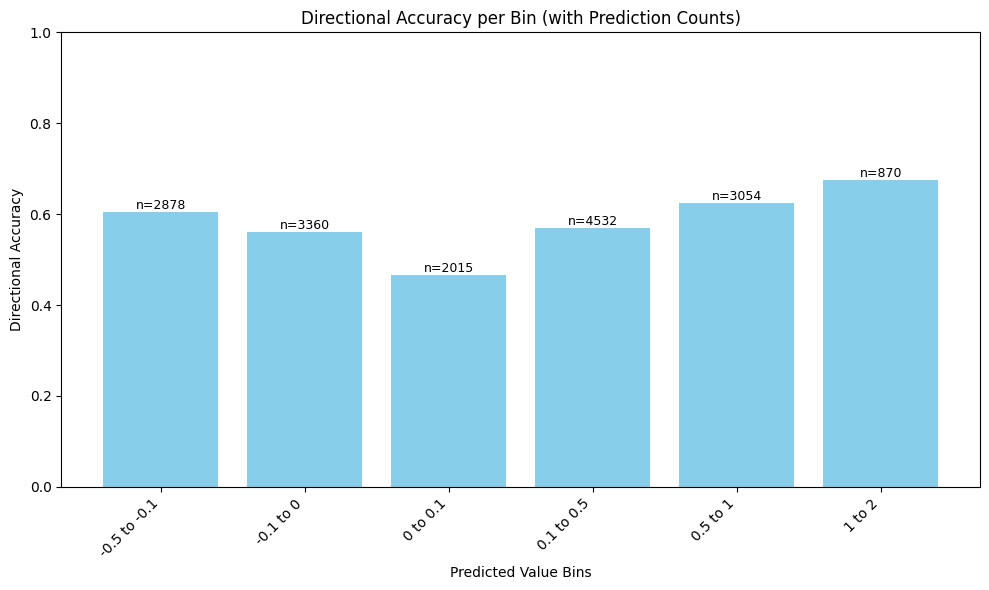 Directional Accuracy per Bin (with Prediction Counts)
1.0
0.8
0.6
0.4
0.2
0.0
Directional Accuracy
n=2878
n=3360
n=2015
n=4532
n=3054
n=870
-0.5 to -0.1
-0.1 to 0
0 to 0.1
0.1 to 0.5
0.5 to 1
1 to 2
Predicted Value Bins